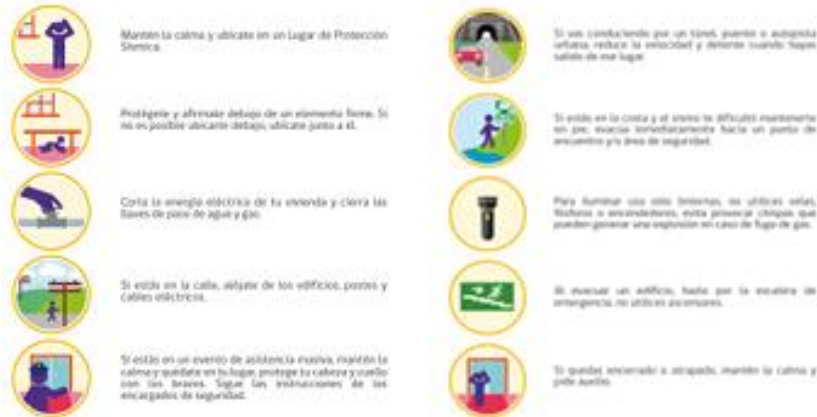 Mantén la calma y ubícate en un Lugar de Protección
Sísmica.
Protégete y afírmate debajo de un elemento firme. Si
no es posible ubicarte debajo, ubícate junto a él.
Corta la energía eléctrica de tu vivienda y cierra las
llaves de paso de agua y gas.
Si estás en la calle, aléjate de los edificios, postes y
cables eléctricos.
Si estás en un evento de asistencia masiva, mantén la
calma y quédate en tu lugar, protege tu cabeza y cuello
con los brazos. Sigue las instrucciones de los
encargados de seguridad.
Si vas conduciendo por un túnel, puente o autopista
urbana, reduce la velocidad y detente cuando hayas
salido de ese lugar.
Si estás en la costa y el sismo te dificultó mantenerte
en pie, evacúa inmediatamente hacia un punto de
encuentro y/o área de seguridad.
Para iluminar usa sólo linternas, no utilices velas,
fósforos o encendedores, evita provocar chispas que
pueden generar una explosión en caso de fuga de gas.
Al evacuar un edificio, hazlo por la escalera de
emergencia, no utilices ascensores.
Si quedas encerrado o atrapado, mantén la calma y
pide auxilio.